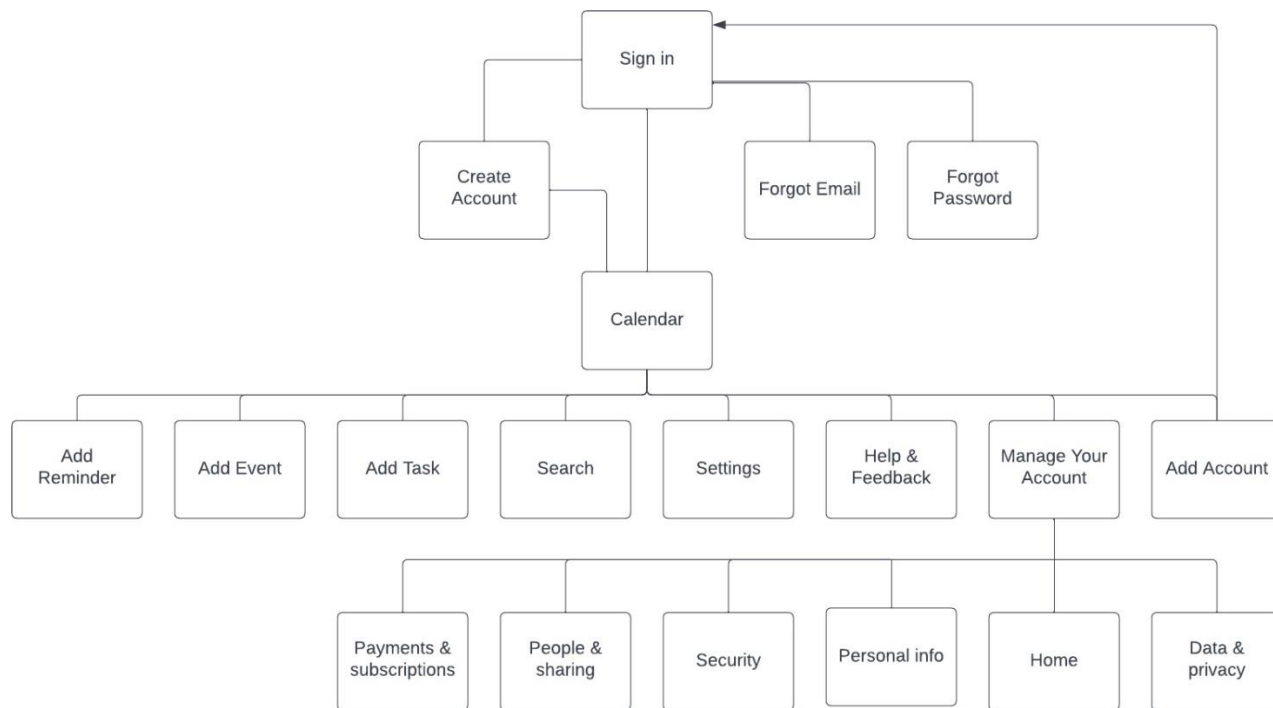 Sign in
Create
Account
Forgot Email
Forgot
Password
Calendar
Add
Reminder
Add Event
Add Task
Search
Settings
Help &
Feedback
Manage Your
Account
Add Account
Payments &
subscriptions
People &
sharing
Security
Personal info
Home
Data &
privacy